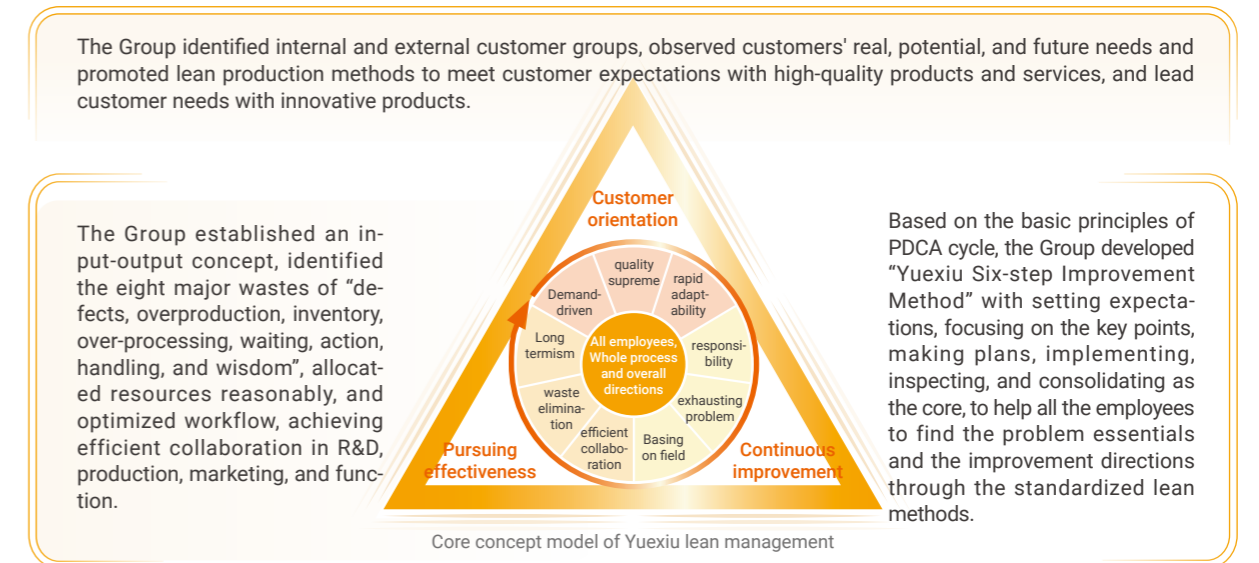 The Group identified internal and external customer groups, observed customers' real, potential, and future needs and
promoted lean production methods to meet customer expectations with high-quality products and services, and lead
customer needs with innovative products.
The Group established an in-
put-output concept, identified
the eight major wastes of “de-
fects, overproduction, inventory,
over-processing, waiting, action,
handling, and wisdom”, allocat-
ed resources reasonably, and
optimized workflow, achieving
efficient collaboration in R&D,
production, marketing, and func-
tion.
Customer
orientation
quality
supreme
rapid
adapt-
ability
responsi-
bility
exhausting
problem
Basing
on field
efficient
collabo-
ration
waste
elimina-
tion
Long
termism
Demand-
driven
All employees,
Whole process
and overall
directions
Pursuing
effectiveness
Continuous
improvement
Based on the basic principles of
PDCA cycle, the Group developed
“Yuexiu Six-step Improvement
Method” with setting expecta-
tions, focusing on the key points,
making plans, implementing,
inspecting, and consolidating as
the core, to help all the employees
to find the problem essentials
and the improvement directions
through the standardized lean
methods.
Core concept model of Yuexiu lean management